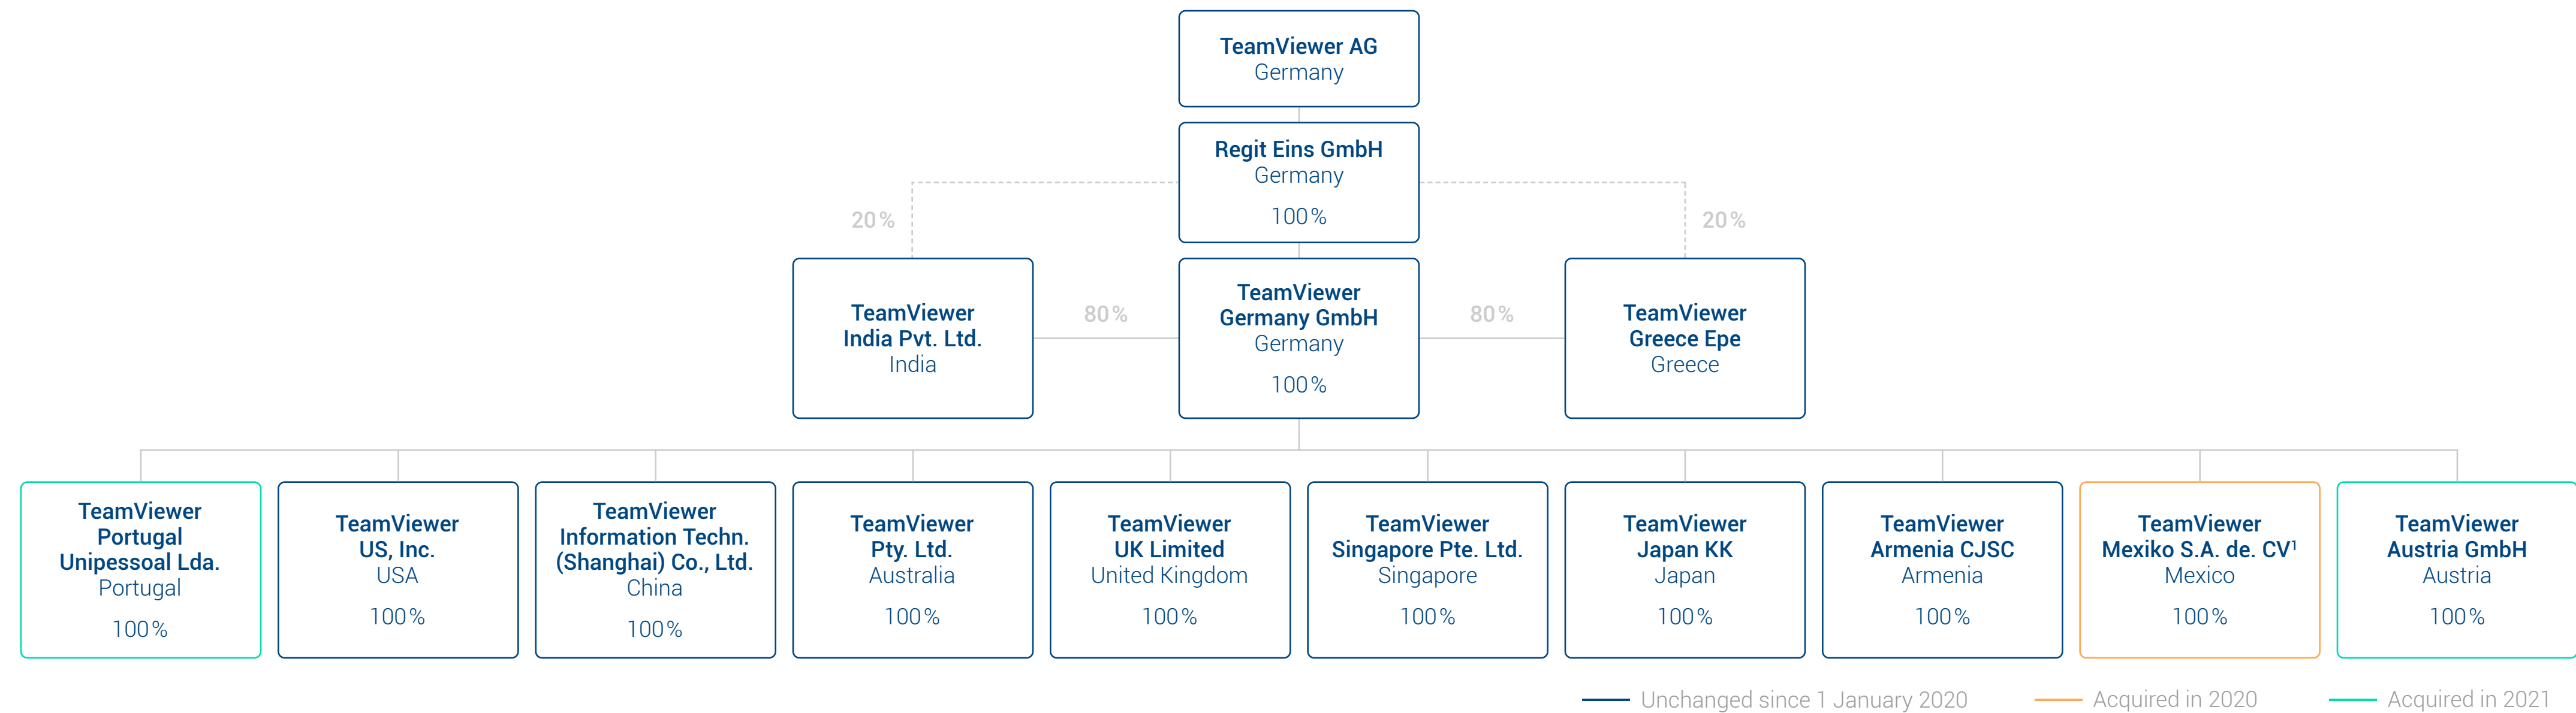 TeamViewer AG
Germany
Regit Eins GmbH
Germany
100 %
20 %
20 %
TeamViewer
India Pvt. Ltd.
India
80 %
TeamViewer
Germany GmbH
Germany
100 %
80 %
TeamViewer
Greece Epe
Greece
TeamViewer
Portugal
Unipessoal Lda.
Portugal
100 %
TeamViewer
US, Inc.
USA
100 %
TeamViewer
Information Techn.
(Shanghai) Co., Ltd.
China
100 %
TeamViewer
Pty. Ltd.
Australia
100 %
TeamViewer
UK Limited
United Kingdom
100 %
TeamViewer
Singapore Pte. Ltd.
Singapore
100 %
TeamViewer
Japan KK
Japan
100 %
TeamViewer
Armenia CJSC
Armenia
100 %
TeamViewer
Mexiko S.A. de. CV¹
Mexico
100 %
TeamViewer
Austria GmbH
Austria
100 %
Unchanged since 1 January 2020
Acquired in 2020
Acquired in 2021